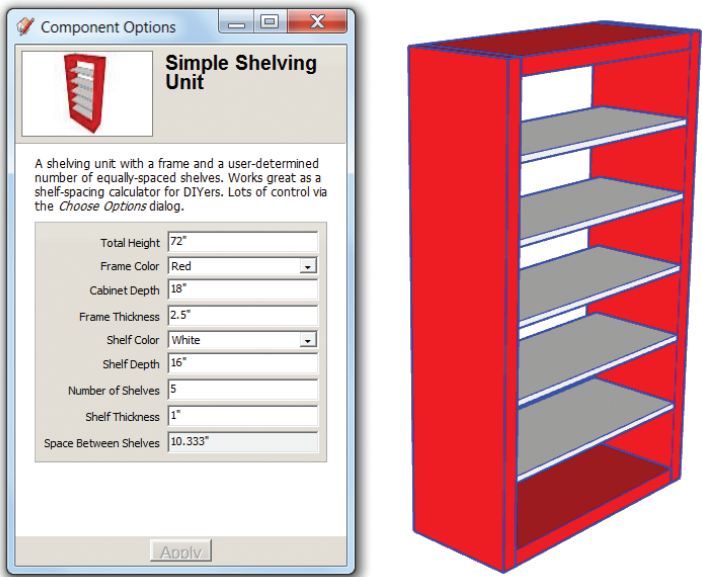 Component Options
Simple Shelving
Unit
A shelving unit with a frame and a user-determined
number of equally-spaced shelves. Works great as a
shelf-spacing calculator for DIYers. Lots of control via
the Choose Options dialog.
Total Height 72"
Frame Color Red
Cabinet Depth 18"
Frame Thickness 2.5"
Shelf Color White
Shelf Depth 16"
Number of Shelves 5
Shelf Thickness 1"
Space Between Shelves 10.333"
Apply